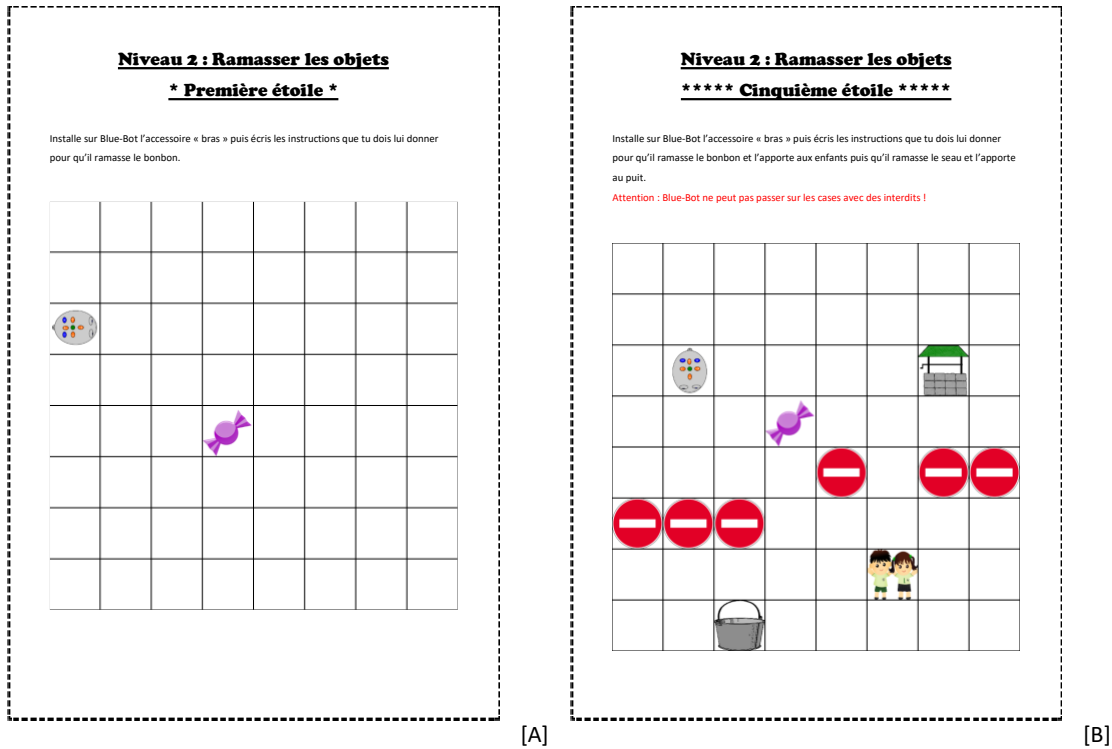 Niveau 2 : Ramasser les objets
* Première étoile *
Installe sur Blue-Bot l'accessoire « bras » puis écris les instructions que tu dois lui donner
pour qu'il ramasse le bonbon.
[A]
Niveau 2 : Ramasser les objets
***** Cinquième étoile *****
Installe sur Blue-Bot l'accessoire « bras » puis écris les instructions que tu dois lui donner
pour qu'il ramasse le bonbon et l'apporte aux enfants puis qu'il ramasse le seau et l'apporte
au puit.
Attention : Blue-Bot ne peut pas passer sur les cases avec des interdits !
[B]